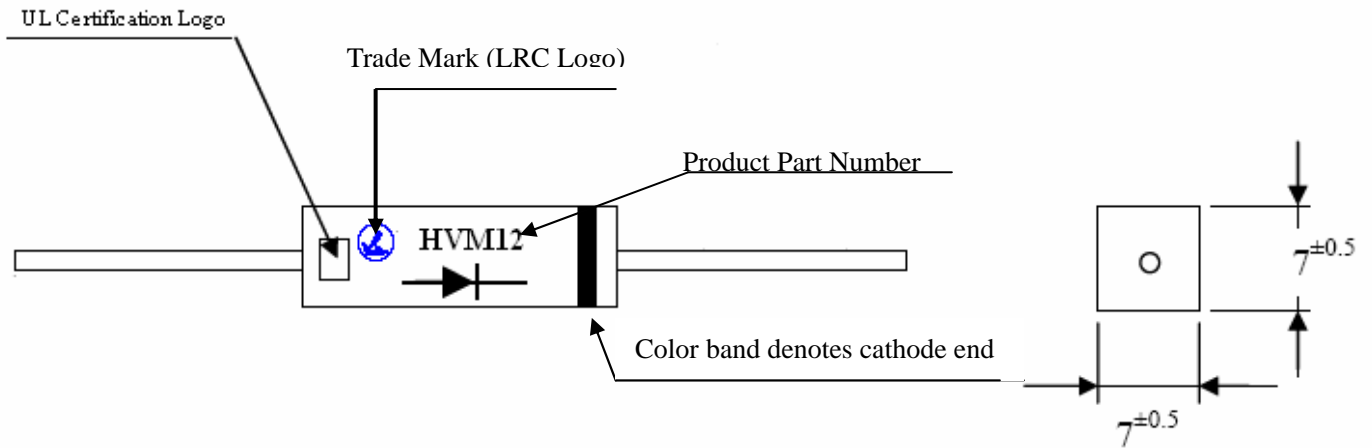 UL Certification Logo
Trade Mark (LRC Logo)
Product Part Number
HVM12
Color band denotes cathode end
7±0.5
7±0.5